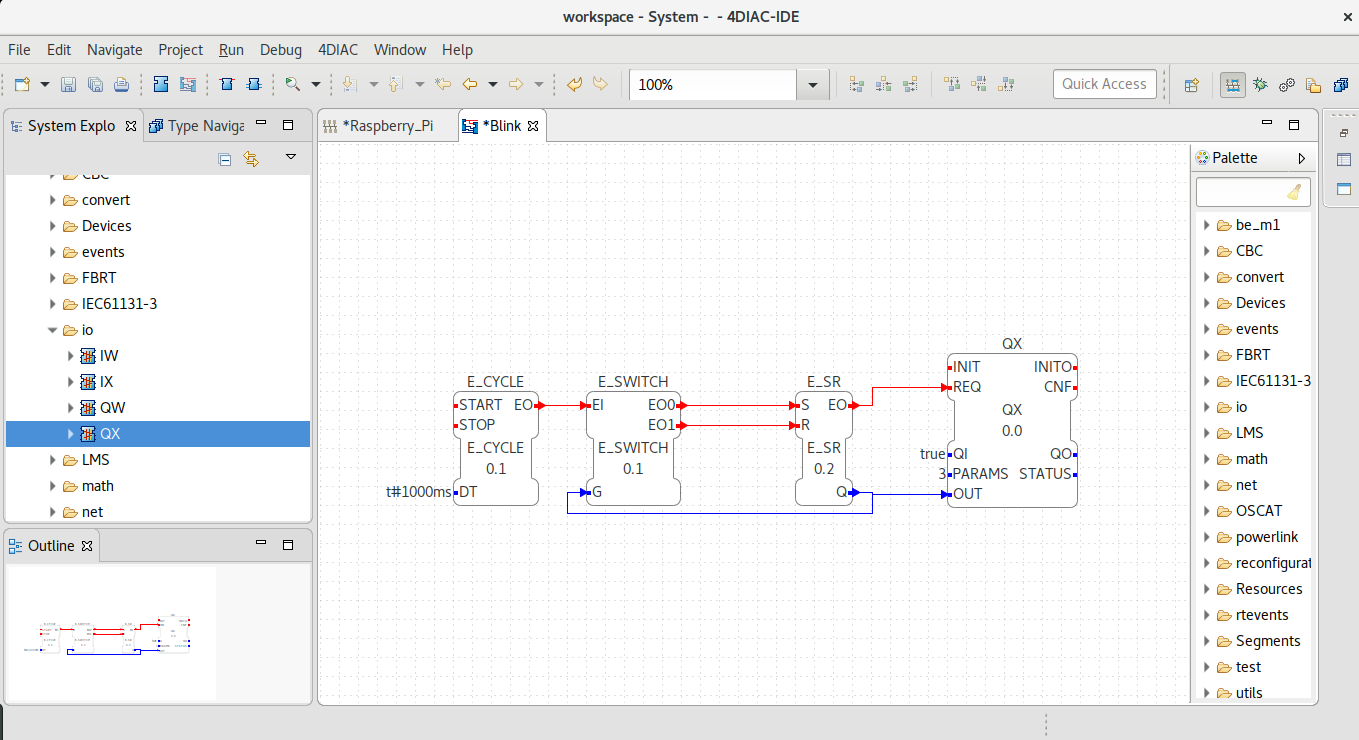 workspace - System - - 4DIAC-IDE
File Edit Navigate Project Run Debug 4DIAC Window Help
100%
Quick Access
System Explo
Type Naviga
*Raspberry_Pi
*Blink
CBC
convert
Devices
events
FBRT
IEC61131-3
io
IW
IX
QW
QX
LMS
math
net
Outline
E_CYCLE
START EO
STOP
E_CYCLE
0.1
t#1000ms DT
E_SWITCH
EI EO0
EO1
E_SWITCH
0.1
G
E_SR
S EO
R
E_SR
0.2
Q
QX
INIT INITO
REQ CNF
QX
0.0
true QI QO
3 PARAMS STATUS
OUT
Palette
be_m1
CBC
convert
Devices
events
FBRT
IEC61131-3
io
LMS
math
net
OSCAT
powerlink
reconfigurat
Resources
rtevents
Segments
test
utils